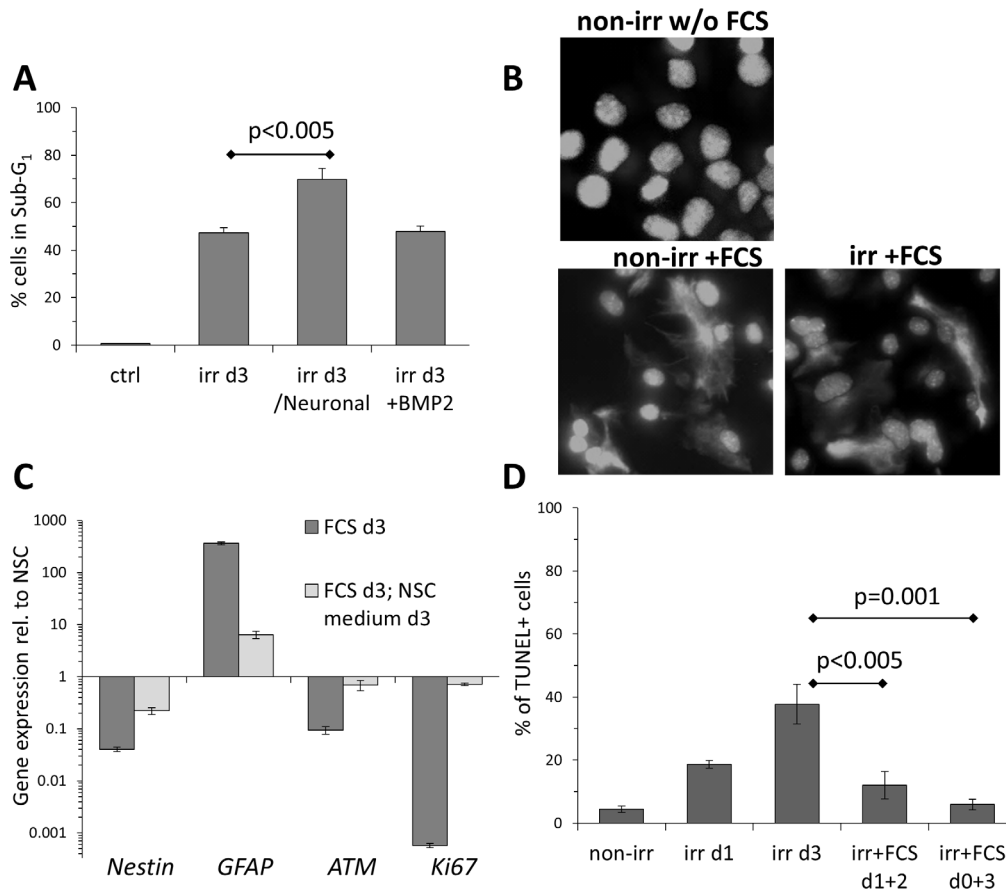 A
% cells in Sub-G₁
100
80
60
40
20
0
p<0.005
ctrl
irr d3
irr d3
/Neuronal
irr d3
+BMP2
B
non-irr w/o FCS
non-irr +FCS
irr +FCS
C
Gene expression rel. to NSC
1000
100
10
1
0.1
0.01
0.001
FCS d3
FCS d3; NSC
medium d3
Nestin
GFAP
ATM
Ki67
D
% of TUNEL+ cells
100
80
60
40
20
0
p=0.001
p<0.005
non-irr
irr d1
irr d3
irr+FCS
d1+2
irr+FCS
d0+3